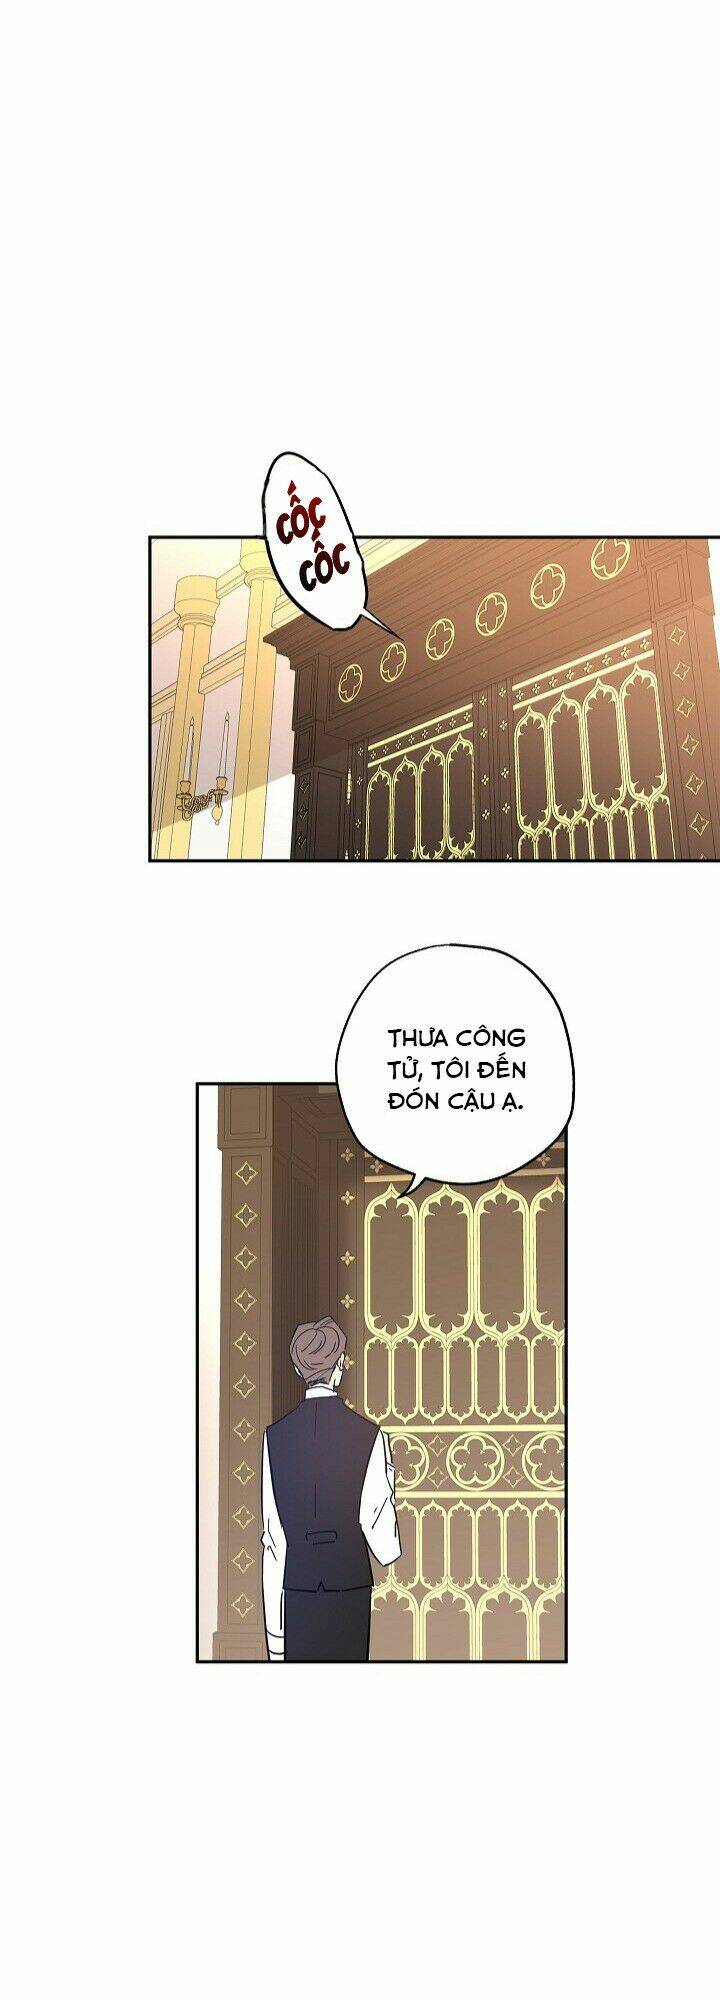 CỐC
CỐC
THƯA CÔNG
TỬ, TÔI ĐẾN
ĐÓN CẬU Ạ.